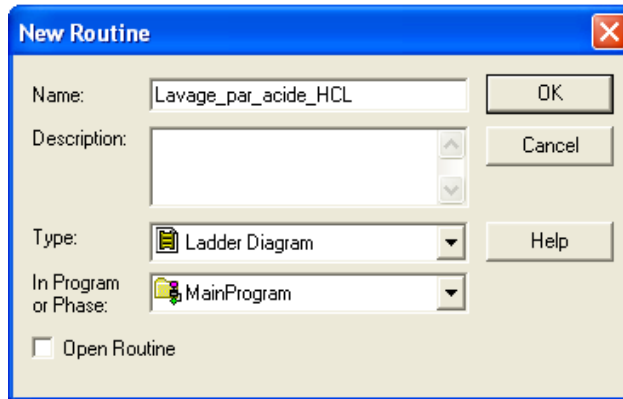 New Routine
Name: Lavage_par_acide_HCL OK
Description: Cancel
Type: Ladder Diagram Help
In Program
or Phase: MainProgram
Open Routine